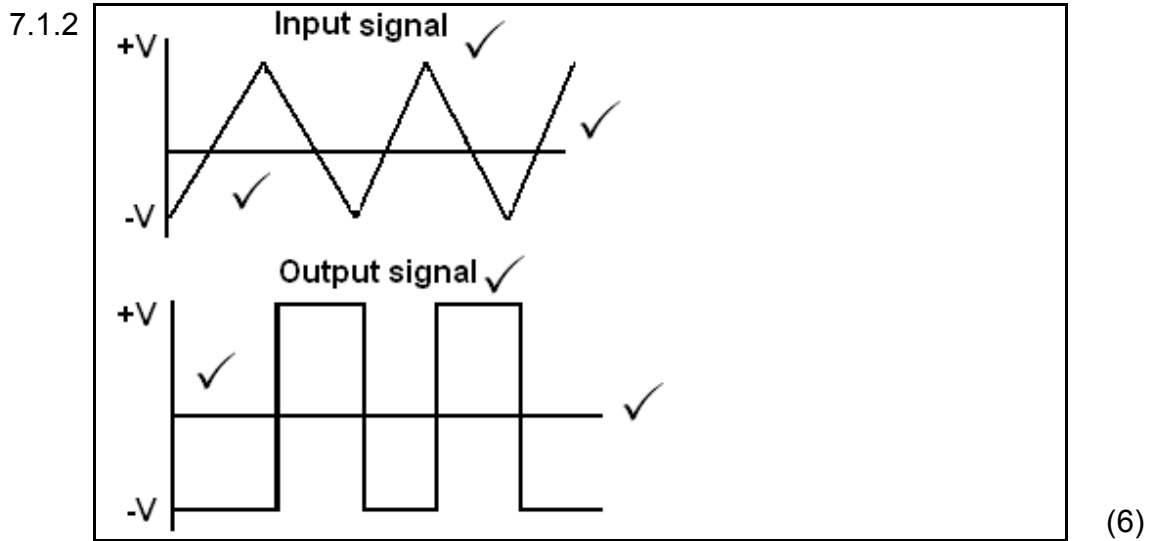 7.1.2
Input signal
+V
-V
Output signal
+V
-V
(6)